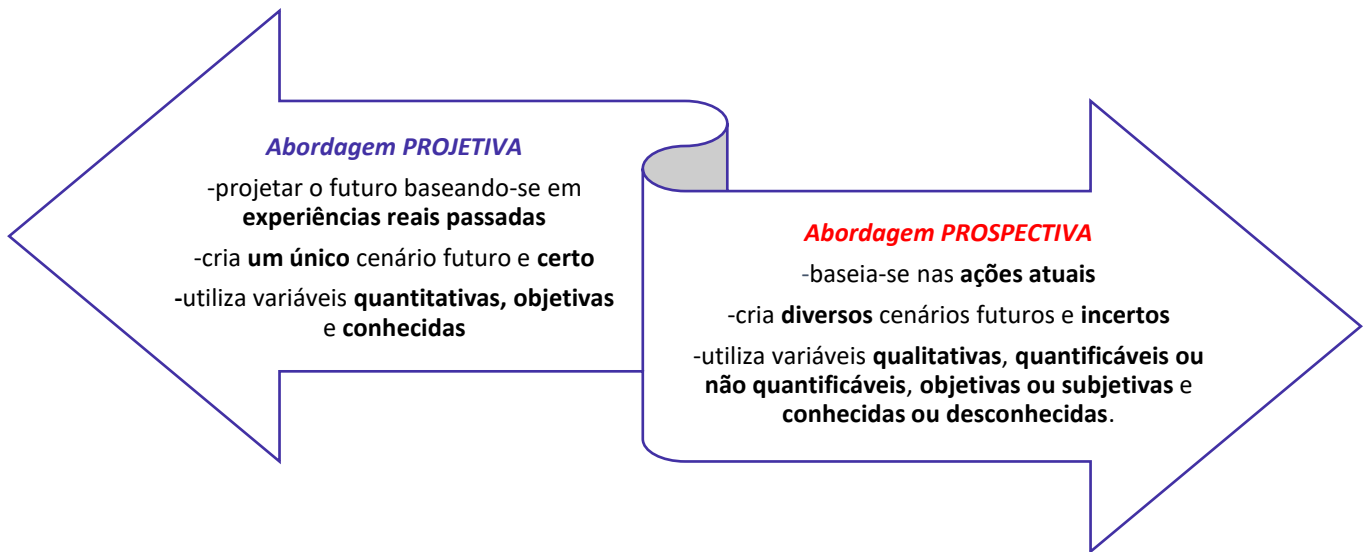 Abordagem PROJETIVA
-projetar o futuro baseando-se em
experiências reais passadas
-cria um único cenário futuro e certo
-utiliza variáveis quantitativas, objetivas
e conhecidas
Abordagem PROSPECTIVA
-baseia-se nas ações atuais
-cria diversos cenários futuros e incertos
-utiliza variáveis qualitativas, quantificáveis ou
não quantificáveis, objetivas ou subjetivas e
conhecidas ou desconhecidas.